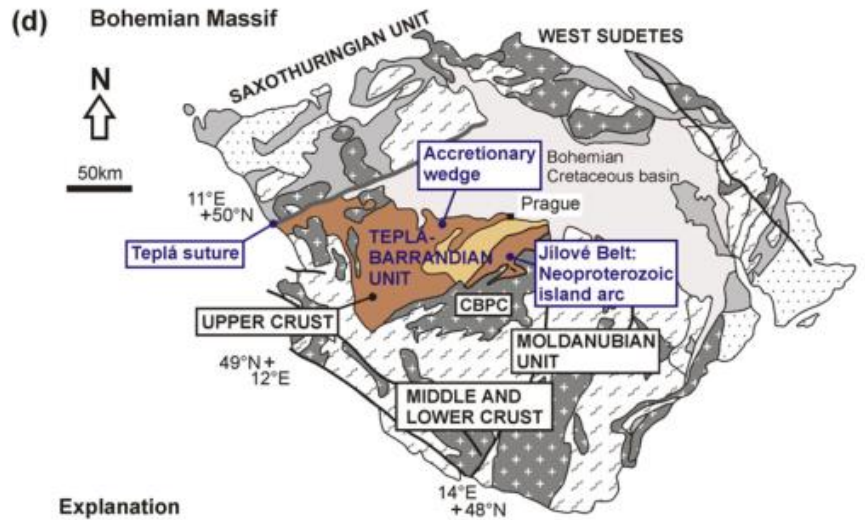 (d) Bohemian Massif
SAXOTHURINGIAN UNIT
WEST SUDETES
N
50km
11°E
+50°N
Accretionary
wedge
Bohemian
Cretaceous basin
Prague
Teplá suture
TEPLÁ-
BARRANDIAN
UNIT
Jílové Belt:
Neoproterozoic
island arc
UPPER CRUST
CBPC
MOLDANUBIAN
UNIT
49°N +
12°E
MIDDLE AND
LOWER CRUST
14°E
+48°N
Explanation